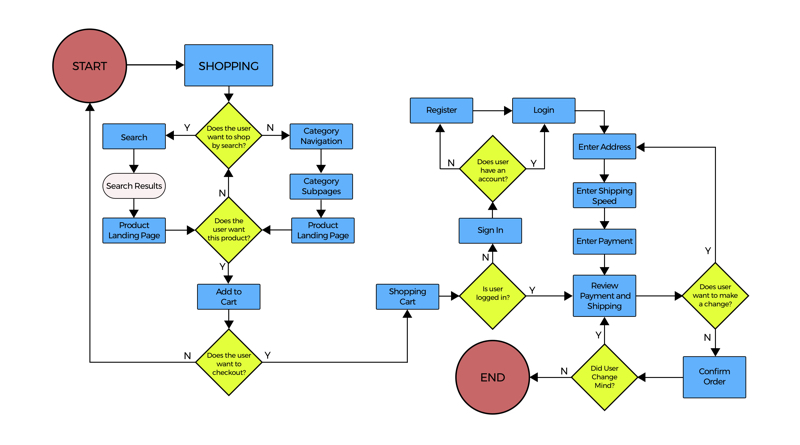 START
SHOPPING
Does the user
want to shop
by search?
Y
N
Search
Search Results
Product
Landing Page
Category
Navigation
Category
Subpages
Product
Landing Page
N
Does the
user want
this product?
Y
Add to
Cart
Does the user
want to
checkout?
N
Y
Shopping
Cart
Is user
logged in?
N
Y
Sign In
Does user
have an
account?
N
Y
Register
Login
Enter Address
Enter Shipping
Speed
Enter Payment
Review
Payment and
Shipping
Does user
want to make
a change?
Y
N
Confirm
Order
Did User
Change
Mind?
Y
N
END